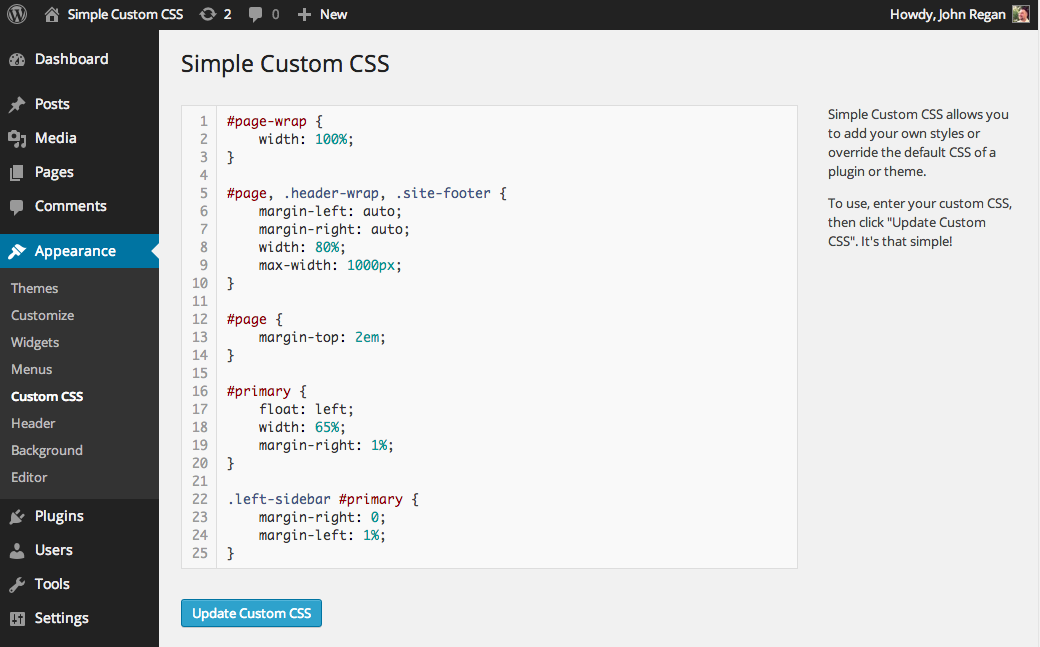 Simple Custom CSS 2 0 New Howdy, John Regan
Dashboard
Posts
Media
Pages
Comments
Appearance
Themes
Customize
Widgets
Menus
Custom CSS
Header
Background
Editor
Plugins
Users
Tools
Settings
Simple Custom CSS
1 #page-wrap {
2     width: 100%;
3 }
4
5 #page, .header-wrap, .site-footer {
6     margin-left: auto;
7     margin-right: auto;
8     width: 80%;
9     max-width: 1000px;
10 }
11
12 #page {
13     margin-top: 2em;
14 }
15
16 #primary {
17     float: left;
18     width: 65%;
19     margin-right: 1%;
20 }
21
22 .left-sidebar #primary {
23     margin-right: 0;
24     margin-left: 1%;
25 }
Update Custom CSS
Simple Custom CSS allows you
to add your own styles or
override the default CSS of a
plugin or theme.
To use, enter your custom CSS,
then click "Update Custom
CSS". It's that simple!